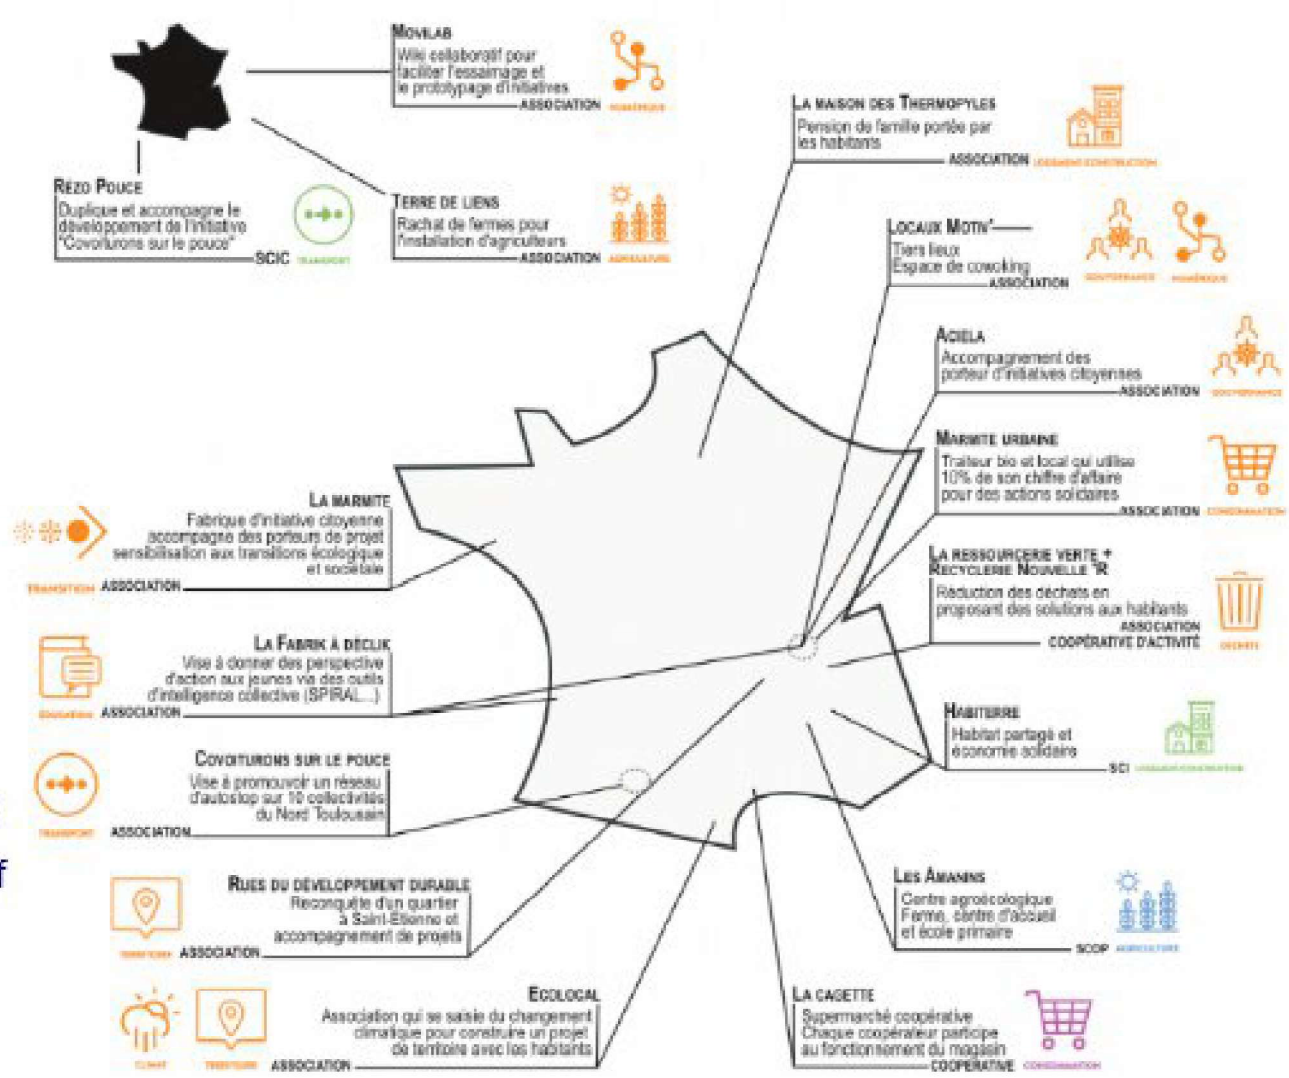 MOVILAB
Wiki collaboratif pour
faciliter l'essaimage et
le prototypage d'initiatives
ASSOCIATION
NUMÉRIQUE
RÉZO POUCE
Duplique et accompagne le
développement de l'initiative
"Covoiturons sur le pouce"
SCIC
TRANSPORT
TERRE DE LIENS
Rachat de fermes pour
l'installation d'agriculteurs
ASSOCIATION
AGRICULTURE
LA MAISON DES THERMOPYLES
Pension de famille portée par
les habitants
ASSOCIATION
LOGEMENT/CONSTRUCTION
LOCAUX MOTIV'
Tiers lieux
Espace de cowoking
ASSOCIATION
GOUVERNANCE
NUMÉRIQUE
ACIELA
Accompagnement des
porteur d'initiatives citoyennes
ASSOCIATION
GOUVERNANCE
MARMITE URBAINE
Traiteur bio et local qui utilise
10% de son chiffre d'affaire
pour des actions solidaires
ASSOCIATION
CONSOMMATION
LA RESSOURCERIE VERTE +
RECYCLERIE NOUVELLE 'R
Réduction des déchets en
proposant des solutions aux habitants
ASSOCIATION
COOPÉRATIVE D'ACTIVITÉ
DÉCHETS
HABITERRE
Habitat partagé et
économie solidaire
SCI
LOGEMENT/CONSTRUCTION
LES AMANINS
Centre agroécologique
Ferme, centre d'accueil
et école primaire
SCOP
AGRICULTURE
LA CAGETTE
Supermarché coopérative
Chaque coopérateur participe
au fonctionnement du magasin
COOPÉRATIVE
CONSOMMATION
LA MARMITE
Fabrique d'initiative citoyenne
accompagne des porteurs de projet
sensibilisation aux transitions écologique
et sociétale
TRANSITION
ASSOCIATION
LA FABRIK À DÉCLIK
Vise à donner des perspective
d'action aux jeunes via des outils
d'intelligence collective (SPIRAL...)
ÉDUCATION
ASSOCIATION
COVOITURONS SUR LE POUCE
Vise à promouvoir un réseau
d'autostop sur 10 collectivités
du Nord Toulousain
TRANSPORT
ASSOCIATION
f
RUES DU DÉVELOPPEMENT DURABLE
Reconquête d'un quartier
à Saint-Etienne et
accompagnement de projets
TERRITOIRE
ASSOCIATION
ECOLOCAL
Association qui se saisie du changement
climatique pour construire un projet
de territoire avec les habitants
CLIMAT
TERRITOIRE
ASSOCIATION